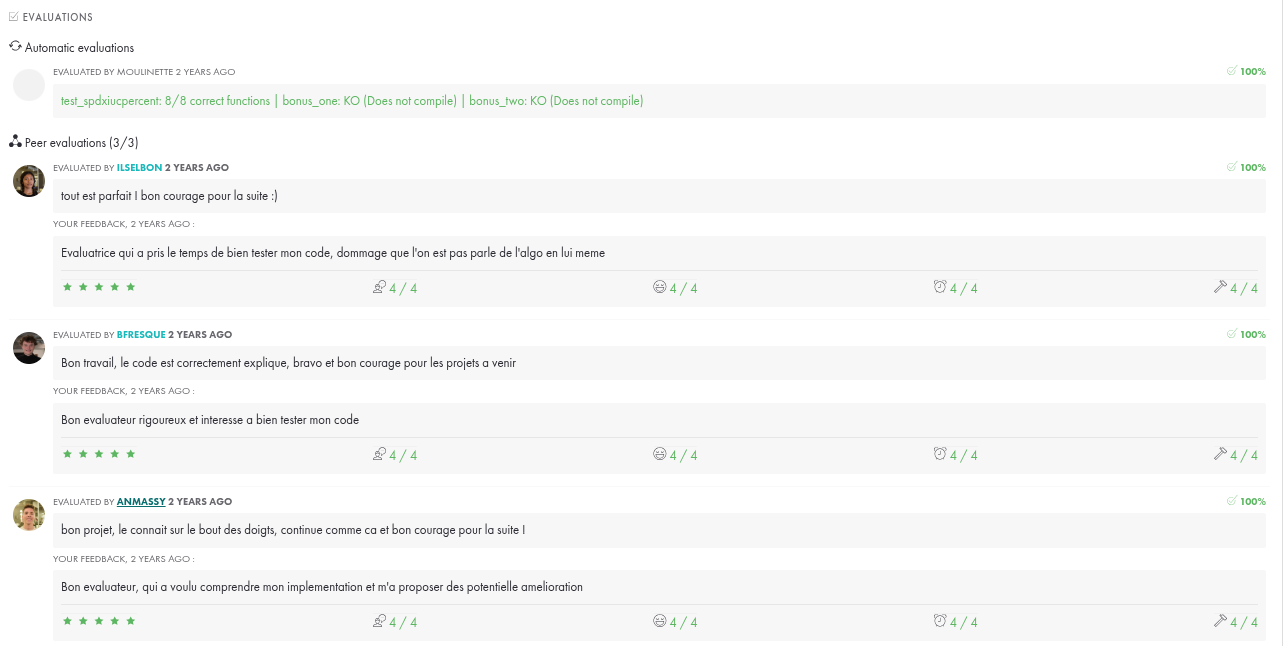 EVALUATIONS
Automatic evaluations
EVALUATED BY MOULINETTE 2 YEARS AGO 100%
test_spdxiucpercent: 8/8 correct functions | bonus_one: KO (Does not compile) | bonus_two: KO (Does not compile)
Peer evaluations (3/3)
EVALUATED BY ILSELBON 2 YEARS AGO 100%
tout est parfait ! bon courage pour la suite :)
YOUR FEEDBACK, 2 YEARS AGO :
Evaluatrice qui a pris le temps de bien tester mon code, dommage que l'on est pas parle de l'algo en lui meme
4 / 4 4 / 4 4 / 4 4 / 4
EVALUATED BY BFRESQUE 2 YEARS AGO 100%
Bon travail, le code est correctement explique, bravo et bon courage pour les projets a venir
YOUR FEEDBACK, 2 YEARS AGO :
Bon evaluateur rigoureux et interesse a bien tester mon code
4 / 4 4 / 4 4 / 4 4 / 4
EVALUATED BY ANMASSY 2 YEARS AGO 100%
bon projet, le connait sur le bout des doigts, continue comme ca et bon courage pour la suite !
YOUR FEEDBACK, 2 YEARS AGO :
Bon evaluateur, qui a voulu comprendre mon implementation et m'a proposer des potentielle amelioration
4 / 4 4 / 4 4 / 4 4 / 4